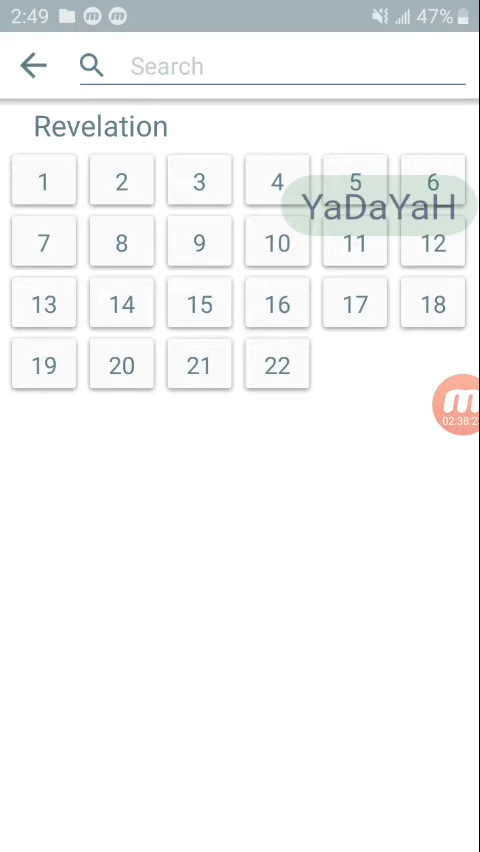 2:49 47%
Search
Revelation
1 2 3 4 5 6
YaDaYaH
7 8 9 10 11 12
13 14 15 16 17 18
02:38:2
19 20 21 22